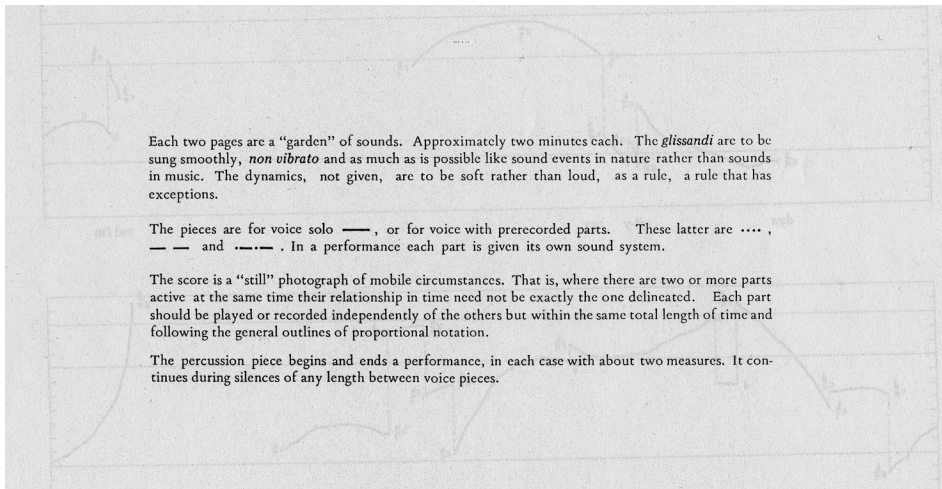 Each two pages are a “garden” of sounds. Approximately two minutes each. The glissandi are to be
sung smoothly, non vibrato and as much as is possible like sound events in nature rather than sounds
in music. The dynamics, not given, are to be soft rather than loud, as a rule, a rule that has
exceptions.
The pieces are for voice solo —— , or for voice with prerecorded parts. These latter are •••• ,
— — and •—•— . In a performance each part is given its own sound system.
The score is a “still” photograph of mobile circumstances. That is, where there are two or more parts
active at the same time their relationship in time need not be exactly the one delineated. Each part
should be played or recorded independently of the others but within the same total length of time and
following the general outlines of proportional notation.
The percussion piece begins and ends a performance, in each case with about two measures. It con-
tinues during silences of any length between voice pieces.